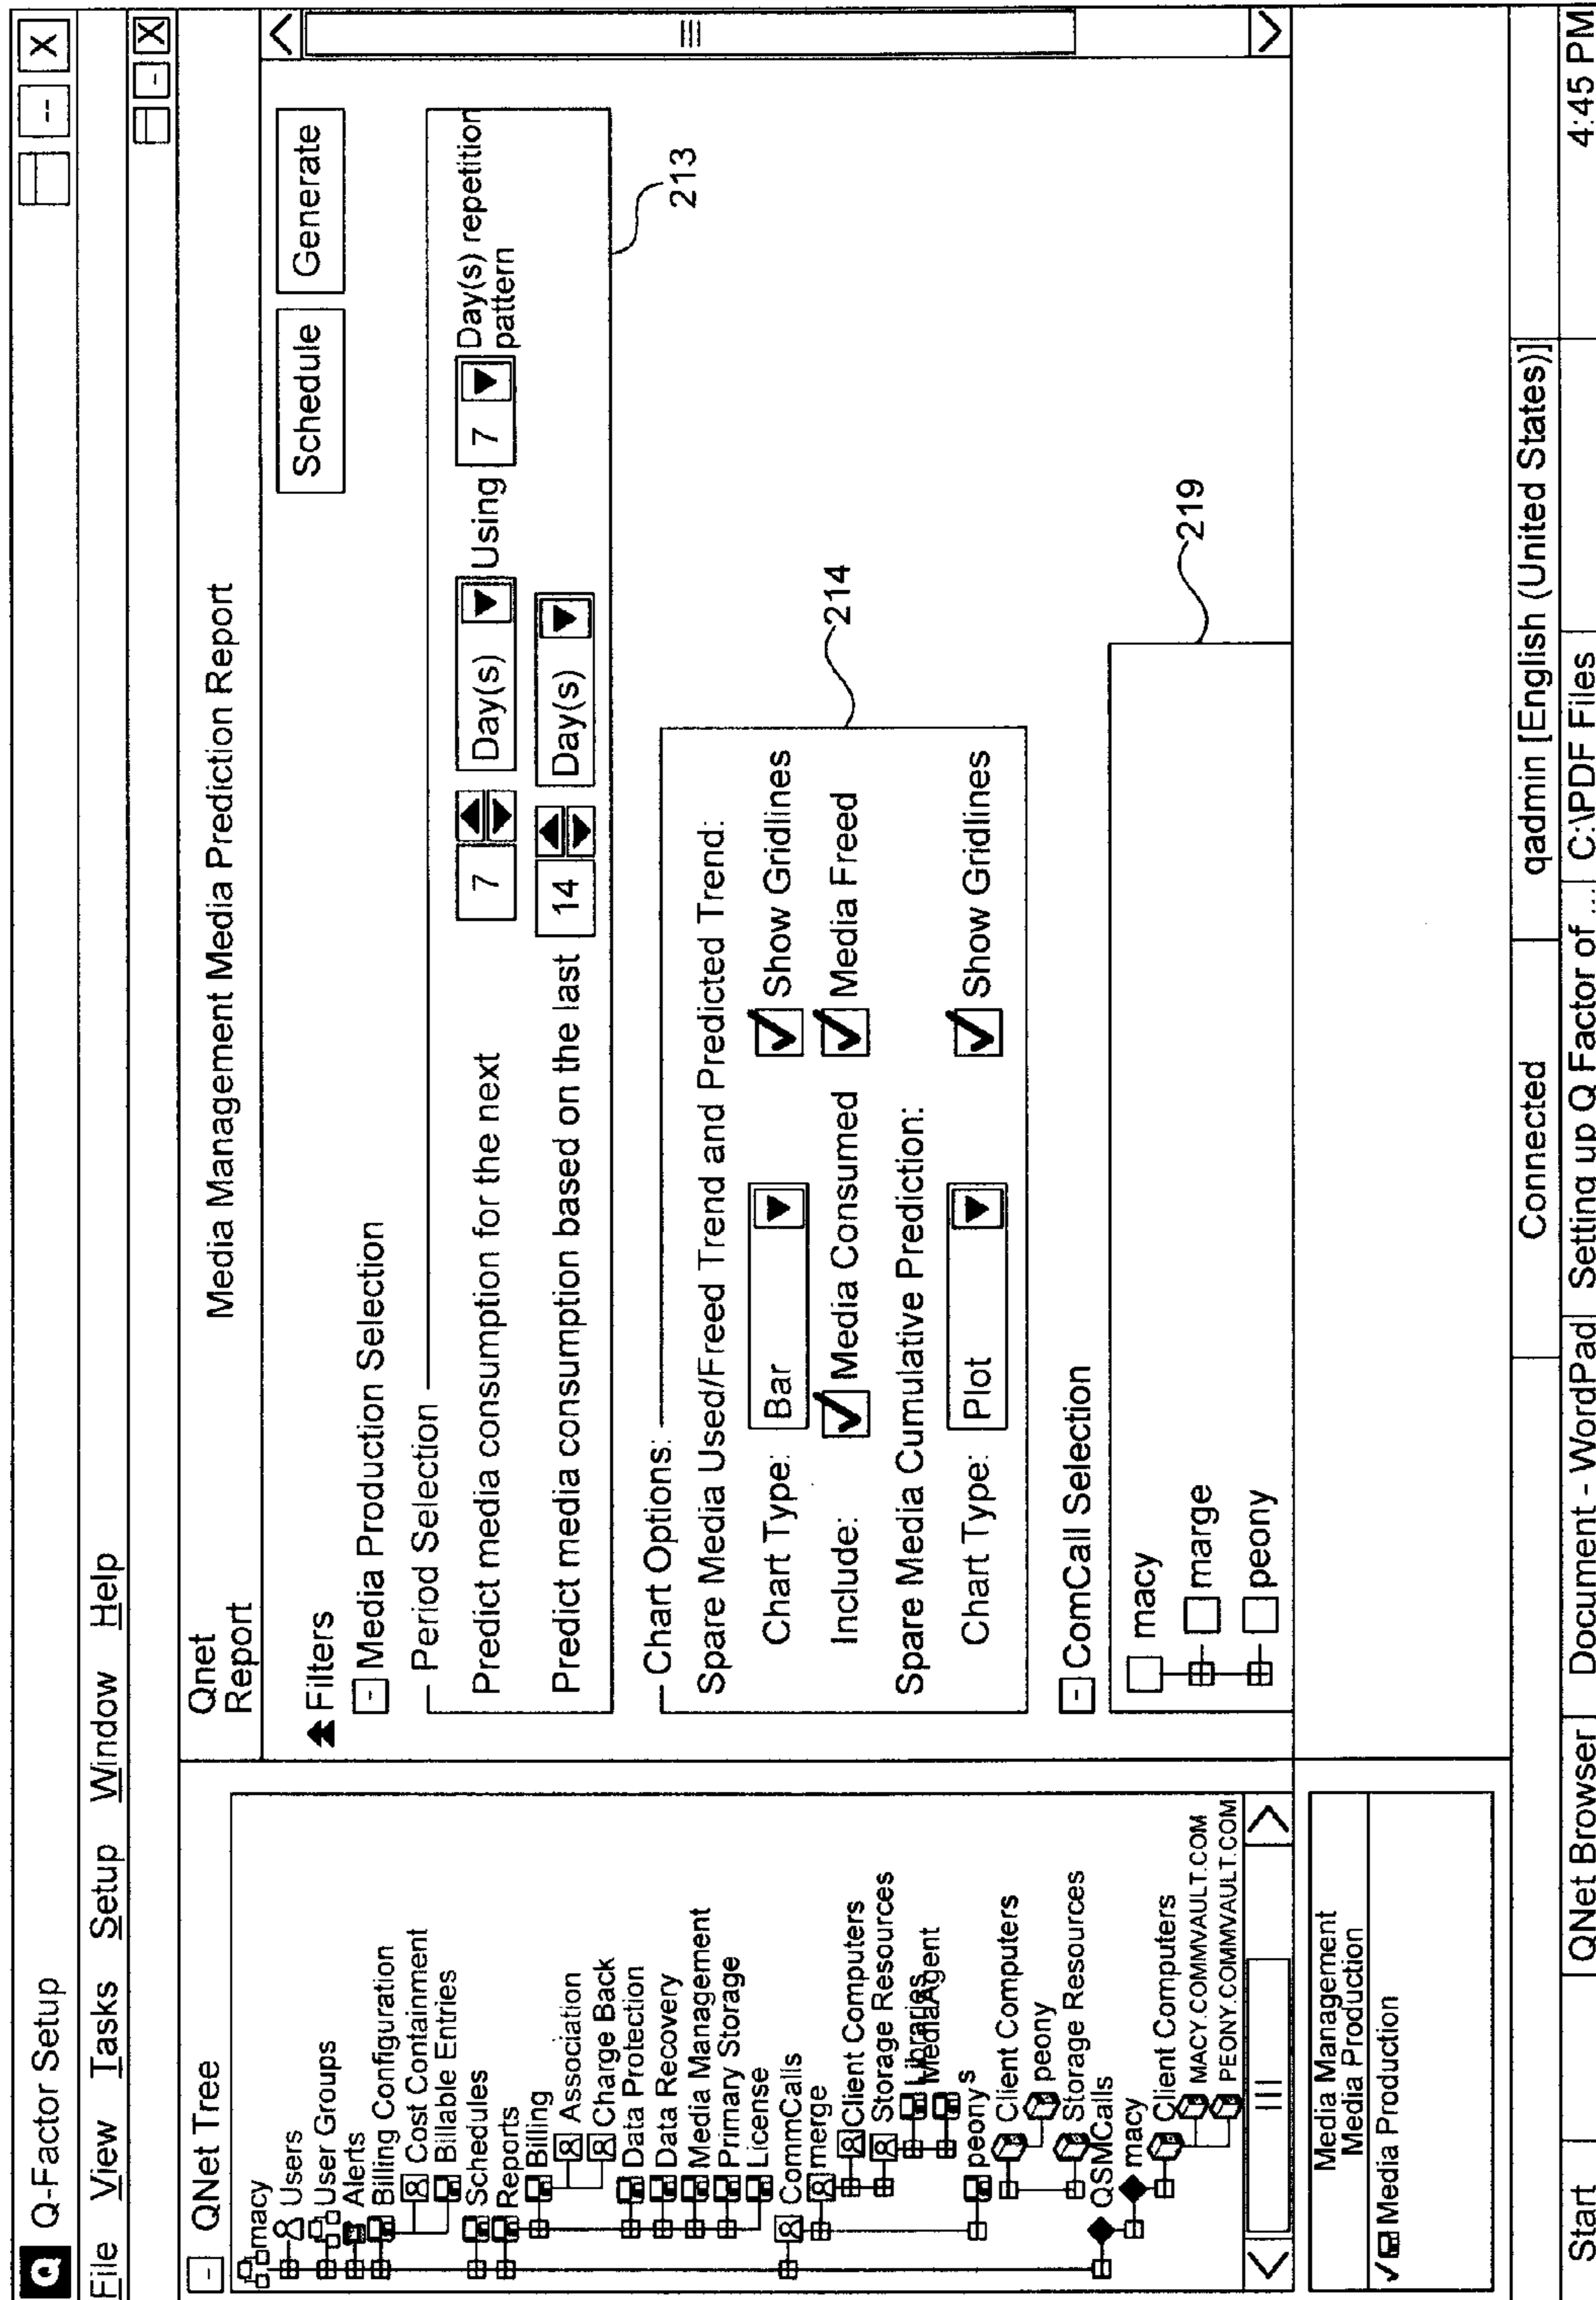 Q Q-Factor Setup
-- X
File View Tasks Setup Window Help
- X
QNet Tree
macy
Users
User Groups
Alerts
Billing Configuration
Cost Containment
Billable Entries
Schedules
Reports
Billing
Association
Charge Back
Data Protection
Data Recovery
Media Management
Primary Storage
License
CommCalls
merge
Client Computers
Storage Resources
Libraries
MediaAgent
peonys
Client Computers
peony
Storage Resources
QSMCalls
macy
Client Computers
MACY.COMMVAULT.COM
PEONY.COMMVAULT.COM
Media Management
Media Production
Media Production
Qnet
Report
Media Management Media Prediction Report
Filters
Schedule Generate
Media Production Selection
Period Selection
Predict media consumption for the next 7 Day(s) Using 7 Day(s) repetition
pattern
Predict media consumption based on the last 14 Day(s)
213
Chart Options:
Spare Media Used/Freed Trend and Predicted Trend:
Chart Type: Bar Show Gridlines
Include: Media Consumed Media Freed
214
Spare Media Cumulative Prediction:
Chart Type: Plot Show Gridlines
ComCall Selection
macy
marge
peony
219
Connected qadmin [English (United States)]
Start QNet Browser Document - WordPad Setting up Q Factor of ... C:\PDF Files 4:45 PM